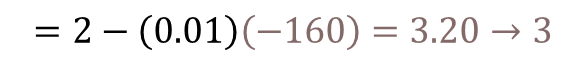 = 2 − (0.01)(−160) = 3.20 → 3